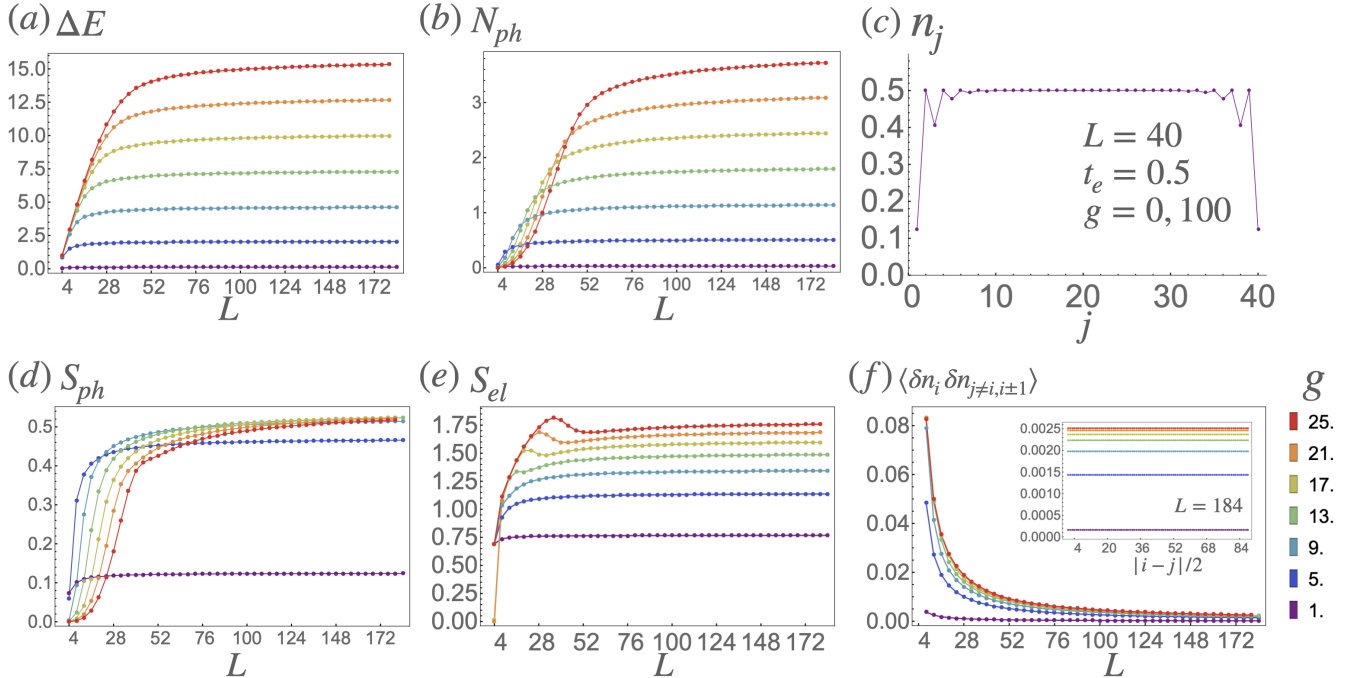 (a) ΔE
15.0
12.5
10.0
7.5
5.0
2.5
0.0
4 28 52 76 100 124 148 172
L
(b) N_{ph}
3
2
1
0
4 28 52 76 100 124 148 172
L
(c) n_j
0.5
0.4
0.3
0.2
0.1
0.0
L = 40
t_e = 0.5
g = 0, 100
0 10 20 30 40
j
(d) S_{ph}
0.5
0.4
0.3
0.2
0.1
0.0
4 28 52 76 100 124 148 172
L
(e) S_{el}
1.75
1.50
1.25
1.00
0.75
0.50
0.25
0.00
4 28 52 76 100 124 148 172
L
(f) ⟨δn_i δn_{j≠i,i±1}⟩
0.08
0.06
0.04
0.02
0.00
0.0025
0.0020
0.0015
0.0010
0.0005
0.0000
L = 184
4 20 36 52 68 84
|i − j|/2
4 28 52 76 100 124 148 172
L
g
25.
21.
17.
13.
9.
5.
1.